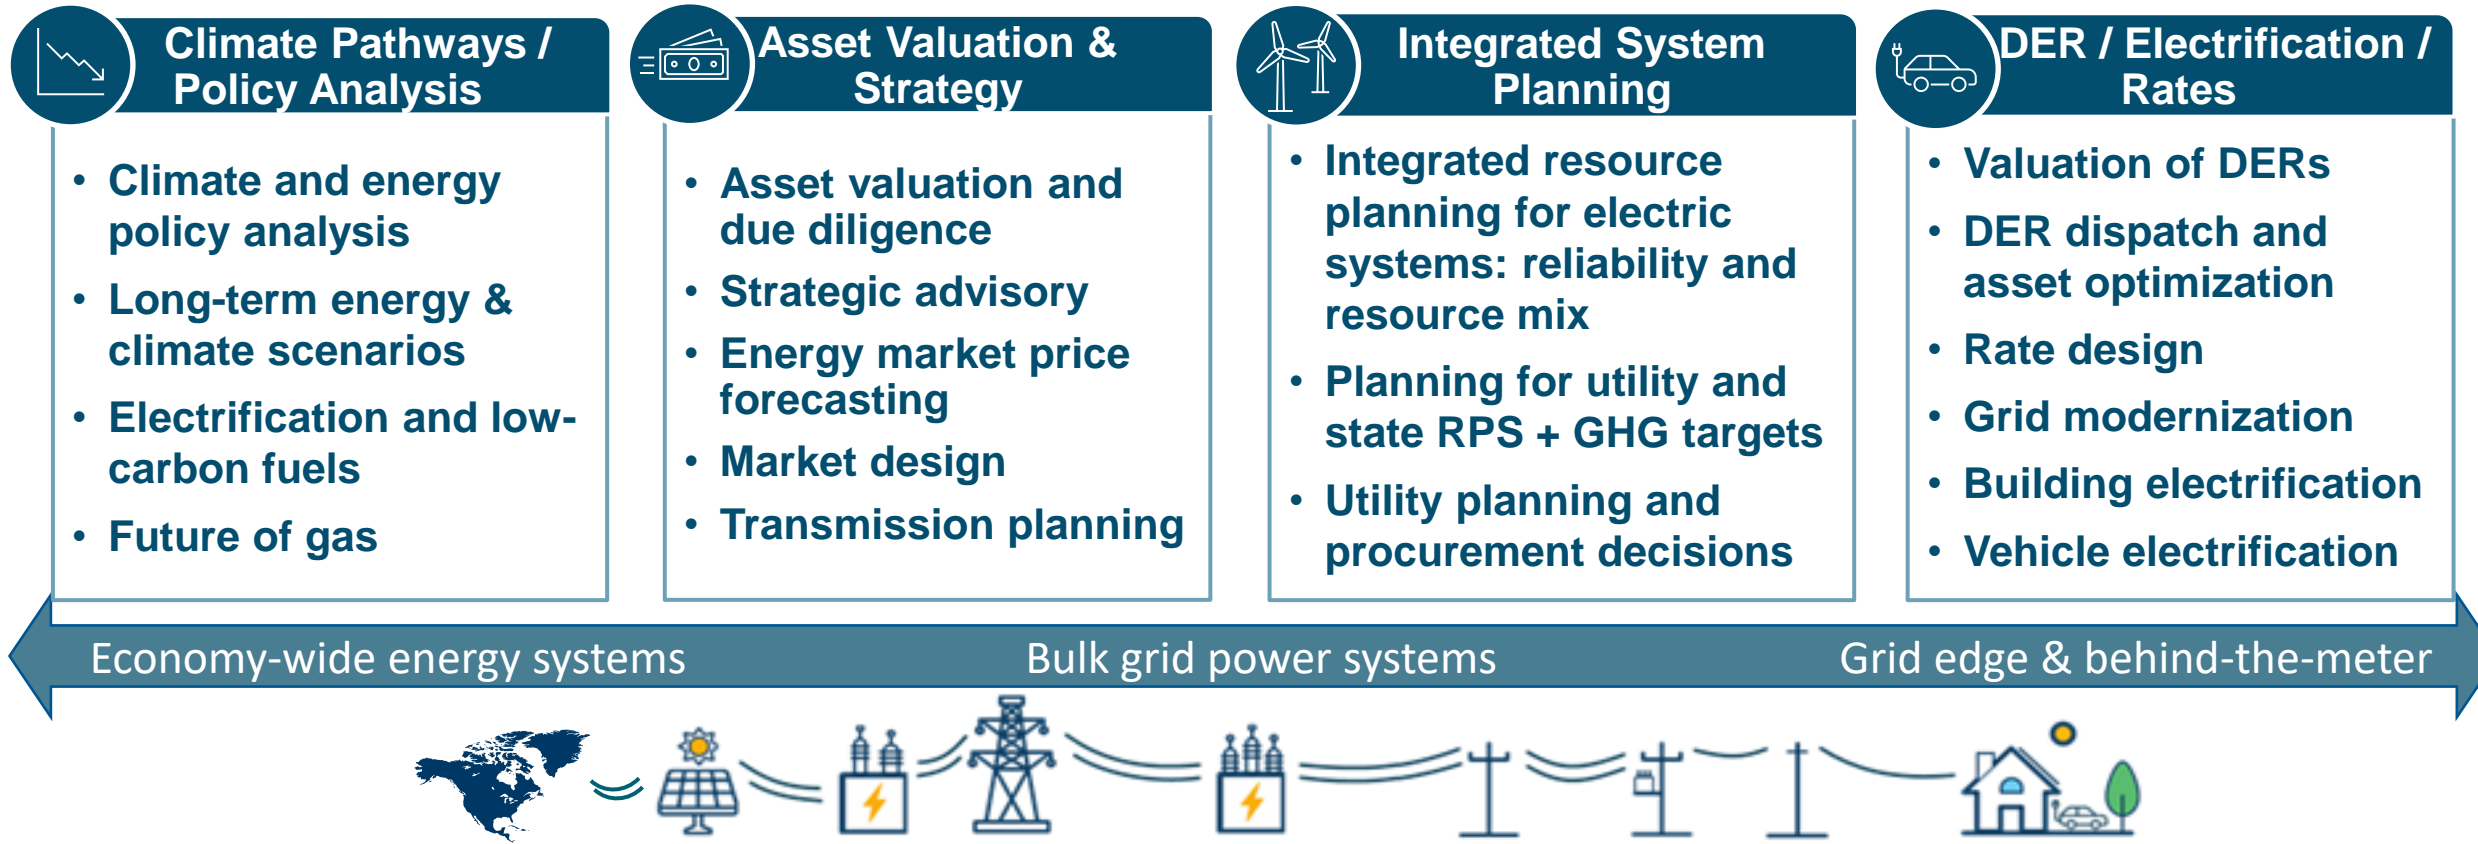 Climate Pathways /
Policy Analysis
• Climate and energy
policy analysis
• Long-term energy &
climate scenarios
• Electrification and low-
carbon fuels
• Future of gas
Asset Valuation &
Strategy
• Asset valuation and
due diligence
• Strategic advisory
• Energy market price
forecasting
• Market design
• Transmission planning
Integrated System
Planning
• Integrated resource
planning for electric
systems: reliability and
resource mix
• Planning for utility and
state RPS + GHG targets
• Utility planning and
procurement decisions
DER / Electrification /
Rates
• Valuation of DERs
• DER dispatch and
asset optimization
• Rate design
• Grid modernization
• Building electrification
• Vehicle electrification
Economy-wide energy systems
Bulk grid power systems
Grid edge & behind-the-meter